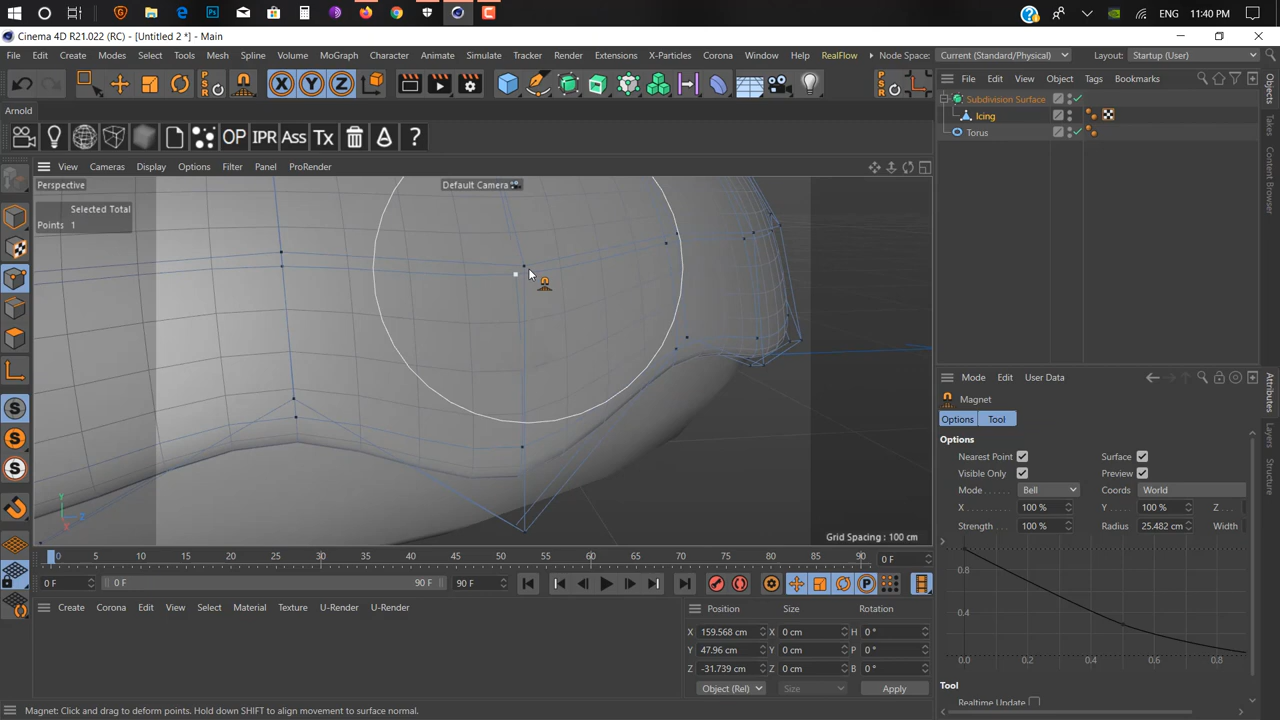 ENG 11:40 PM
Cinema 4D R21.022 (RC) - [Untitled 2 *] - Main
File Edit Create Modes Select Tools Mesh Spline Volume MoGraph Character Animate Simulate Tracker Render Extensions X-Particles Corona Window Help RealFlow Node Space: Current (Standard/Physical) Layout: Startup (User)
X Y Z PSR PSR
File Edit View Object Tags Bookmarks
Arnold
OP IPR Ass Tx ?
Subdivision Surface
Icing
Torus
View Cameras Display Options Filter Panel ProRender
Perspective
Default Camera
Selected Total
Points 1
Grid Spacing : 100 cm
Objects
Takes
Content Browser
Attributes
Layers
Structure
Mode Edit User Data
Magnet
Options Tool
Options
Nearest Point Surface
Visible Only Preview
Mode Bell Coords World
X 100 % Y 100 % Z
Strength 100 % Radius 25.482 cm Width
0.8
0.4
0.0 0.2 0.4 0.6 0.8
Tool
Realtime Update
0 5 10 15 20 25 30 35 40 45 50 55 60 65 70 75 80 85 90 0 F
0 F 0 F 90 F 90 F
Create Corona Edit View Select Material Texture U-Render U-Render
Position Size Rotation
X 159.568 cm X 0 cm H 0 °
Y 47.96 cm Y 0 cm P 0 °
Z -31.739 cm Z 0 cm B 0 °
Object (Rel) Size Apply
Magnet: Click and drag to deform points. Hold down SHIFT to align movement to surface normal.